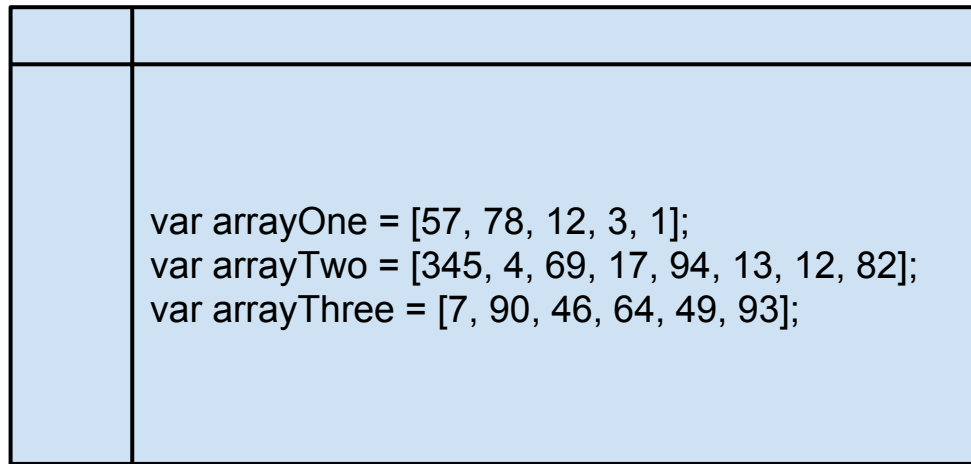 var arrayOne = [57, 78, 12, 3, 1];
var arrayTwo = [345, 4, 69, 17, 94, 13, 12, 82];
var arrayThree = [7, 90, 46, 64, 49, 93];